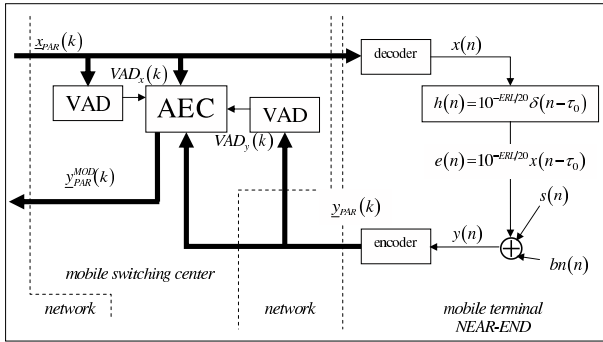 x_PAR(k)
decoder
x(n)
VAD_x(k)
VAD
AEC
VAD
h(n)=10^{-ERL/20} δ(n-τ_0)
VAD_y(k)
y_PAR^MOD(k)
e(n)=10^{-ERL/20} x(n-τ_0)
y_PAR(k)
s(n)
encoder
y(n)
bn(n)
mobile switching center
network
network
mobile terminal
NEAR-END